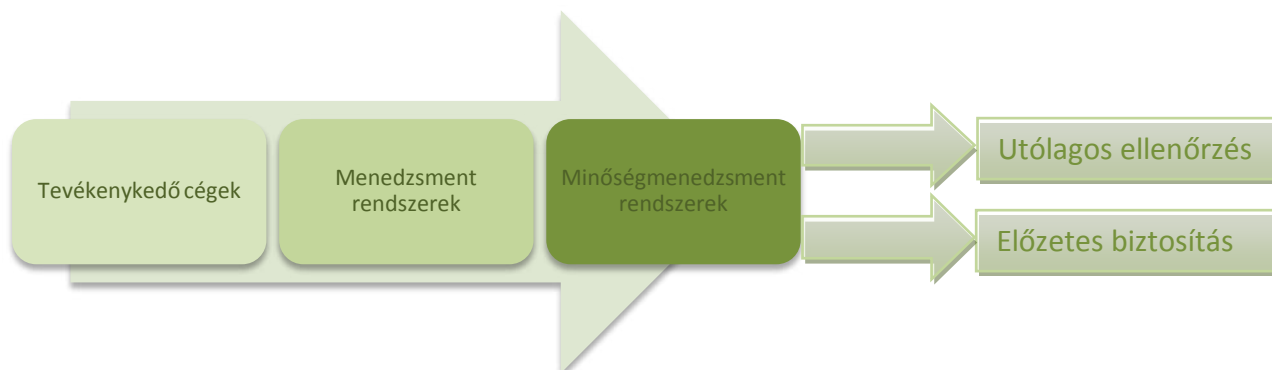 Tevékenykedő cégek
Menedzsment
rendszerek
Minőségmenedzsment
rendszerek
Utólagos ellenőrzés
Előzetes biztosítás